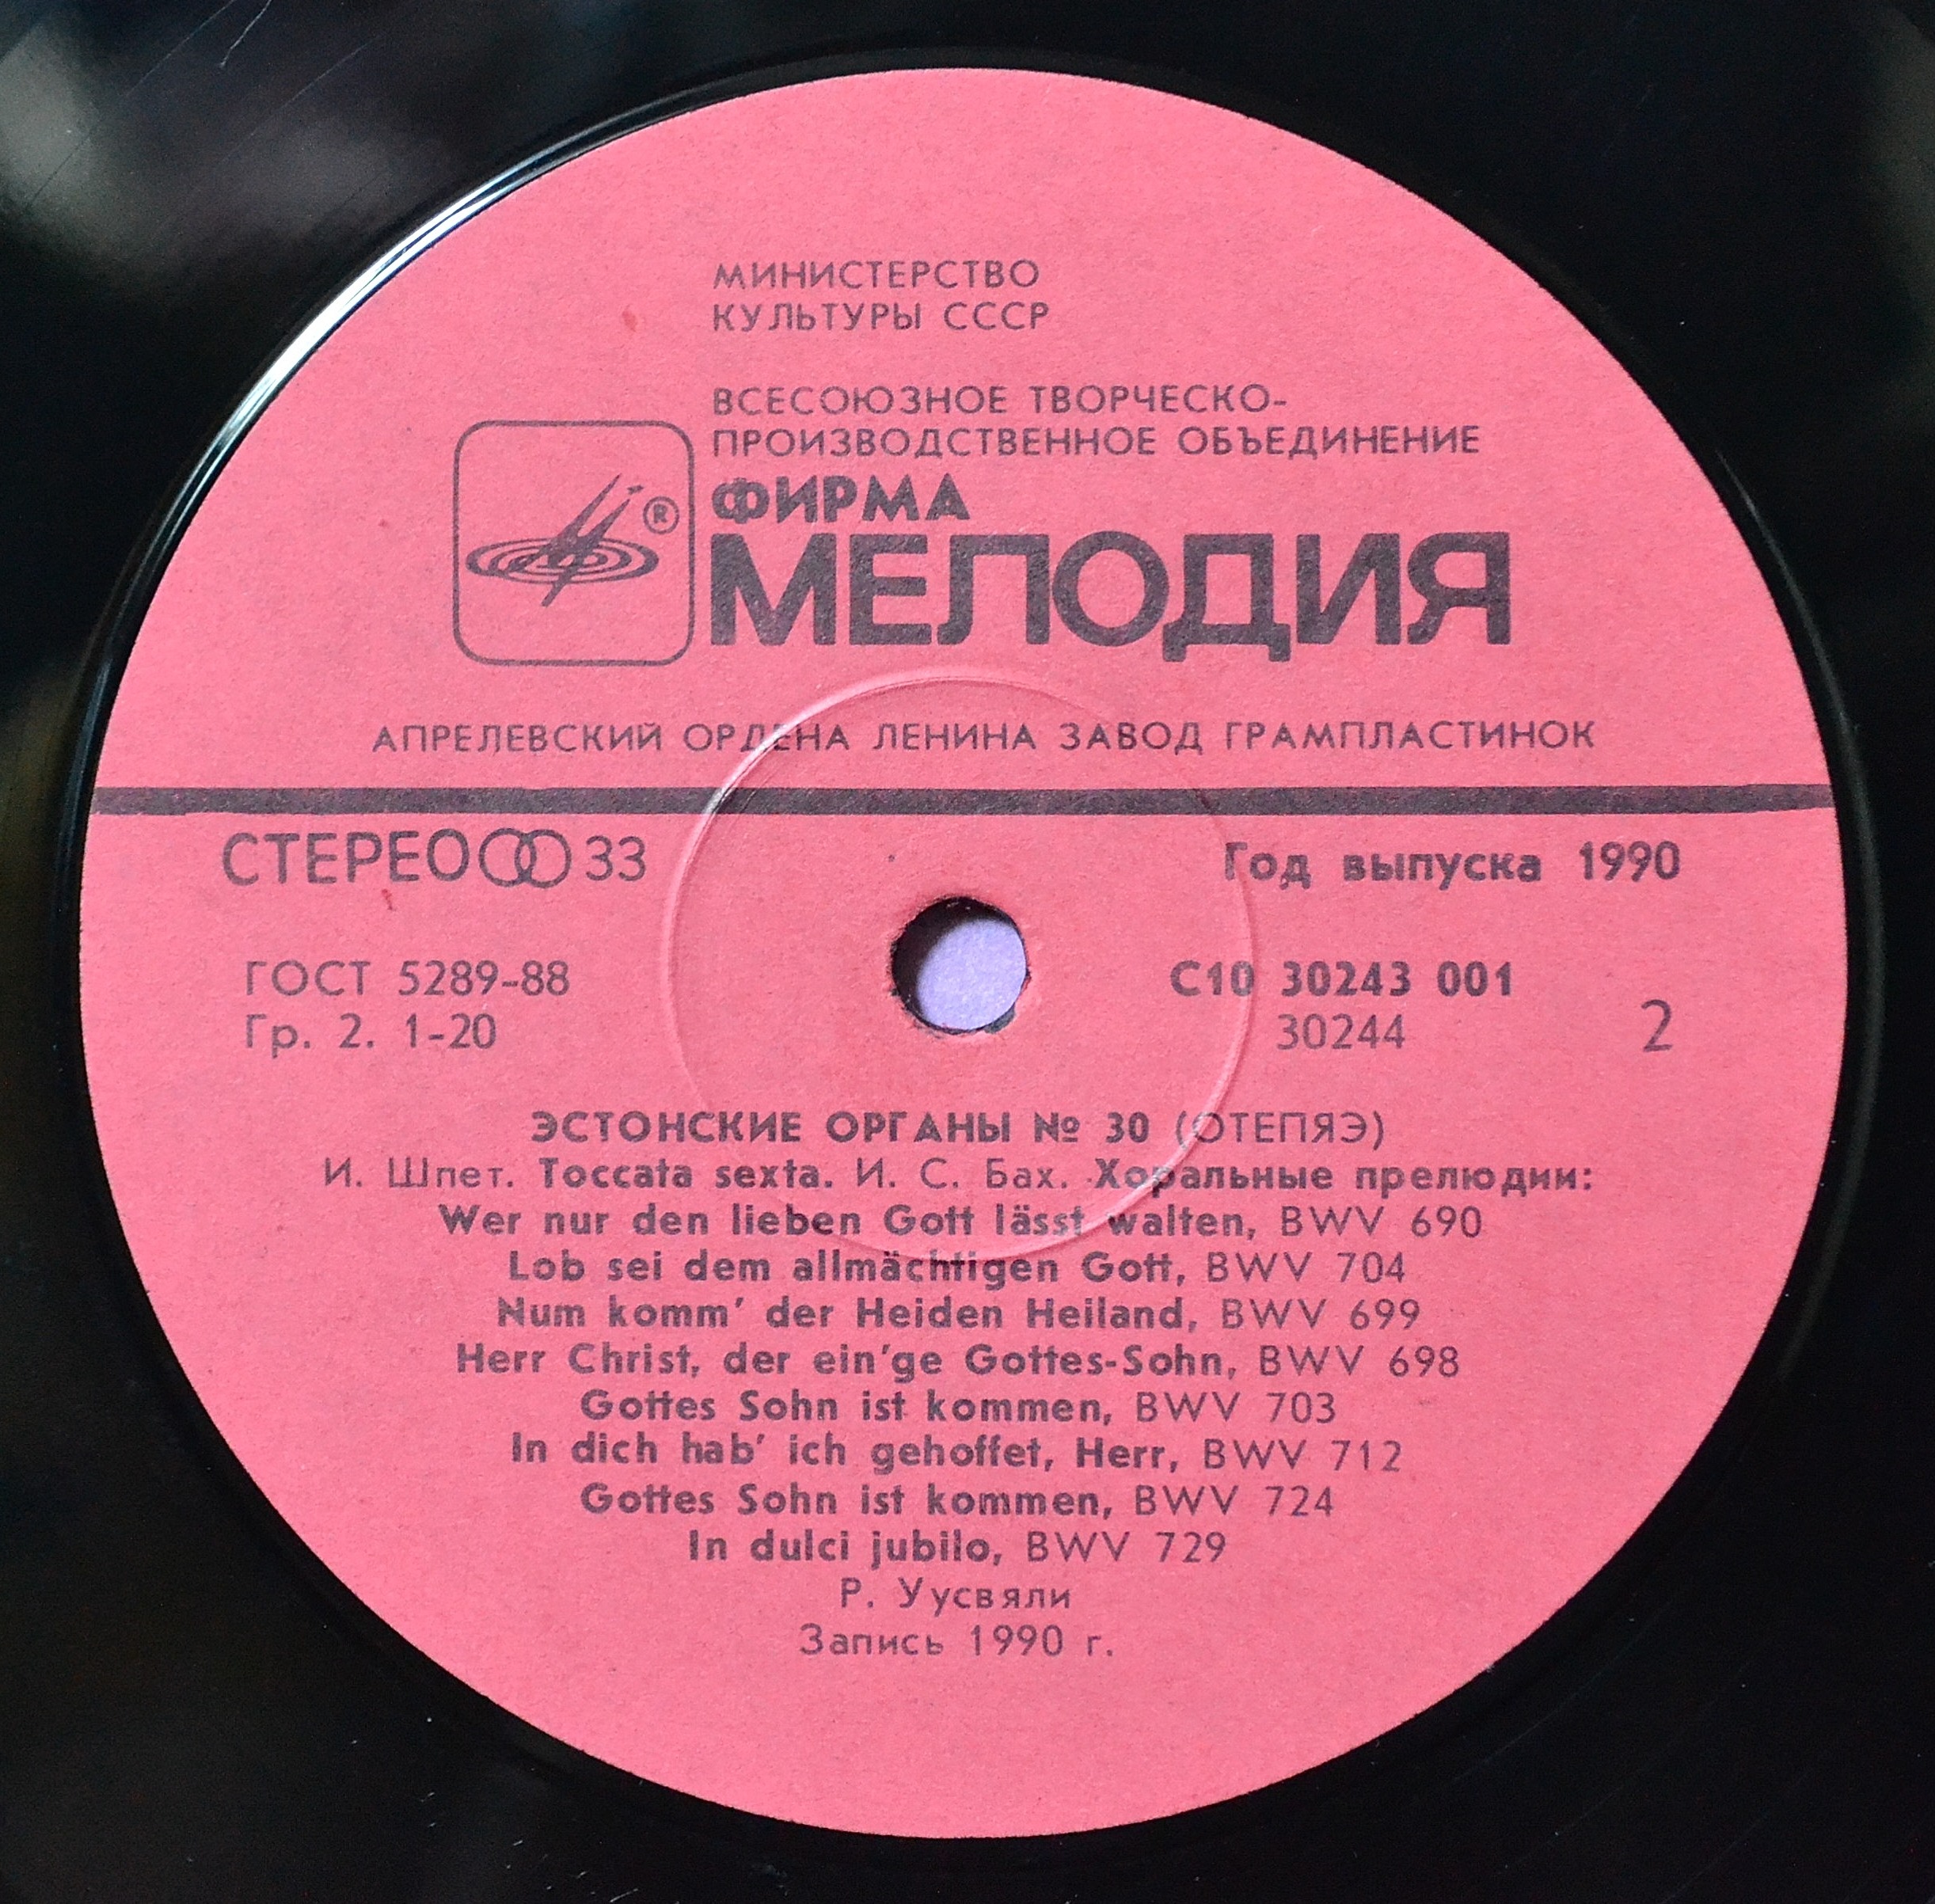 МИНИСТЕРСТВО
КУЛЬТУРЫ СССР
ВСЕСОЮЗНОЕ ТВОРЧЕСКО-
ПРОИЗВОДСТВЕННОЕ ОБЪЕДИНЕНИЕ
ФИРМА
®
МЕЛОДИЯ
АПРЕЛЕВСКИЙ ОРДЕНА ЛЕНИНА ЗАВОД ГРАМПЛАСТИНОК
СТЕРЕО 33
Год выпуска 1990
ГОСТ 5289-88
Гр. 2. 1-20
С10 30243 001
30244
2
ЭСТОНСКИЕ ОРГАНЫ № 30 (ОТЕПЯЭ)
И. Шпет. Toccata sexta. И. С. Бах. Хоральные прелюдии:
Wer nur den lieben Gott lässt walten, BWV 690
Lob sei dem allmächtigen Gott, BWV 704
Num komm' der Heiden Heiland, BWV 699
Herr Christ, der ein'ge Gottes-Sohn, BWV 698
Gottes Sohn ist kommen, BWV 703
In dich hab' ich gehoffet, Herr, BWV 712
Gottes Sohn ist kommen, BWV 724
In dulci jubilo, BWV 729
Р. Уусвяли
Запись 1990 г.